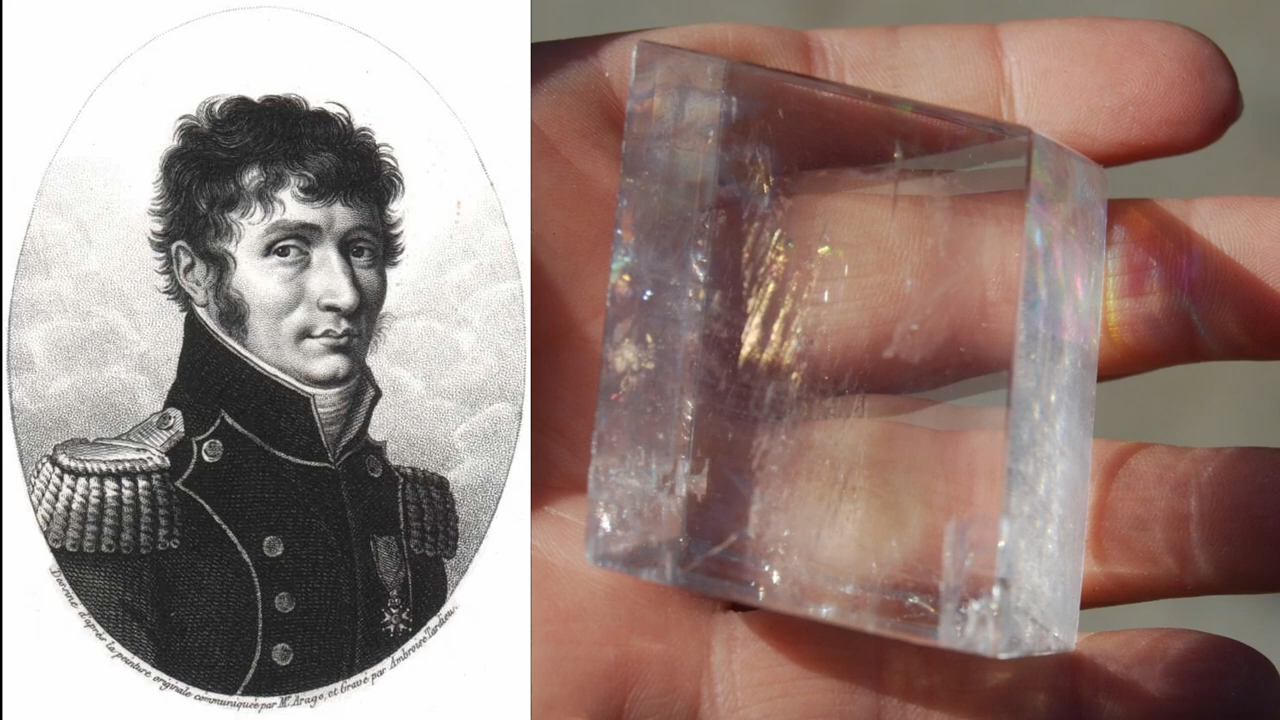 Dessiné d'après la peinture originale communiquée par Mr. Arago, et Gravé par Ambroise Tardieu.